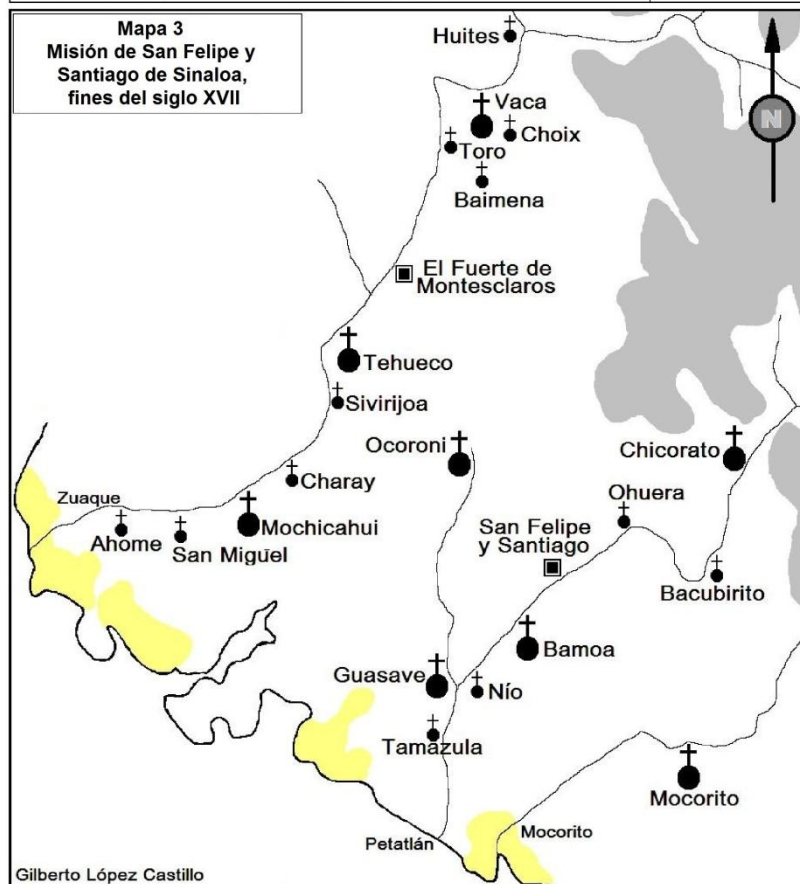 Mapa 3
Misión de San Felipe y
Santiago de Sinaloa,
fines del siglo XVII
Huites
N
Vaca
Choix
Toro
Baimena
El Fuerte de
Montesclaros
Tehueco
Sivirijoa
Ocoroni
Chicorato
Charay
Zuaque
Ohuera
Mochicahui
Ahome
San Miguel
San Felipe
y Santiago
Bacubirito
Bamoa
Guasave
Nío
Tamazula
Mocorito
Petatlán
Mocorito
Gilberto López Castillo